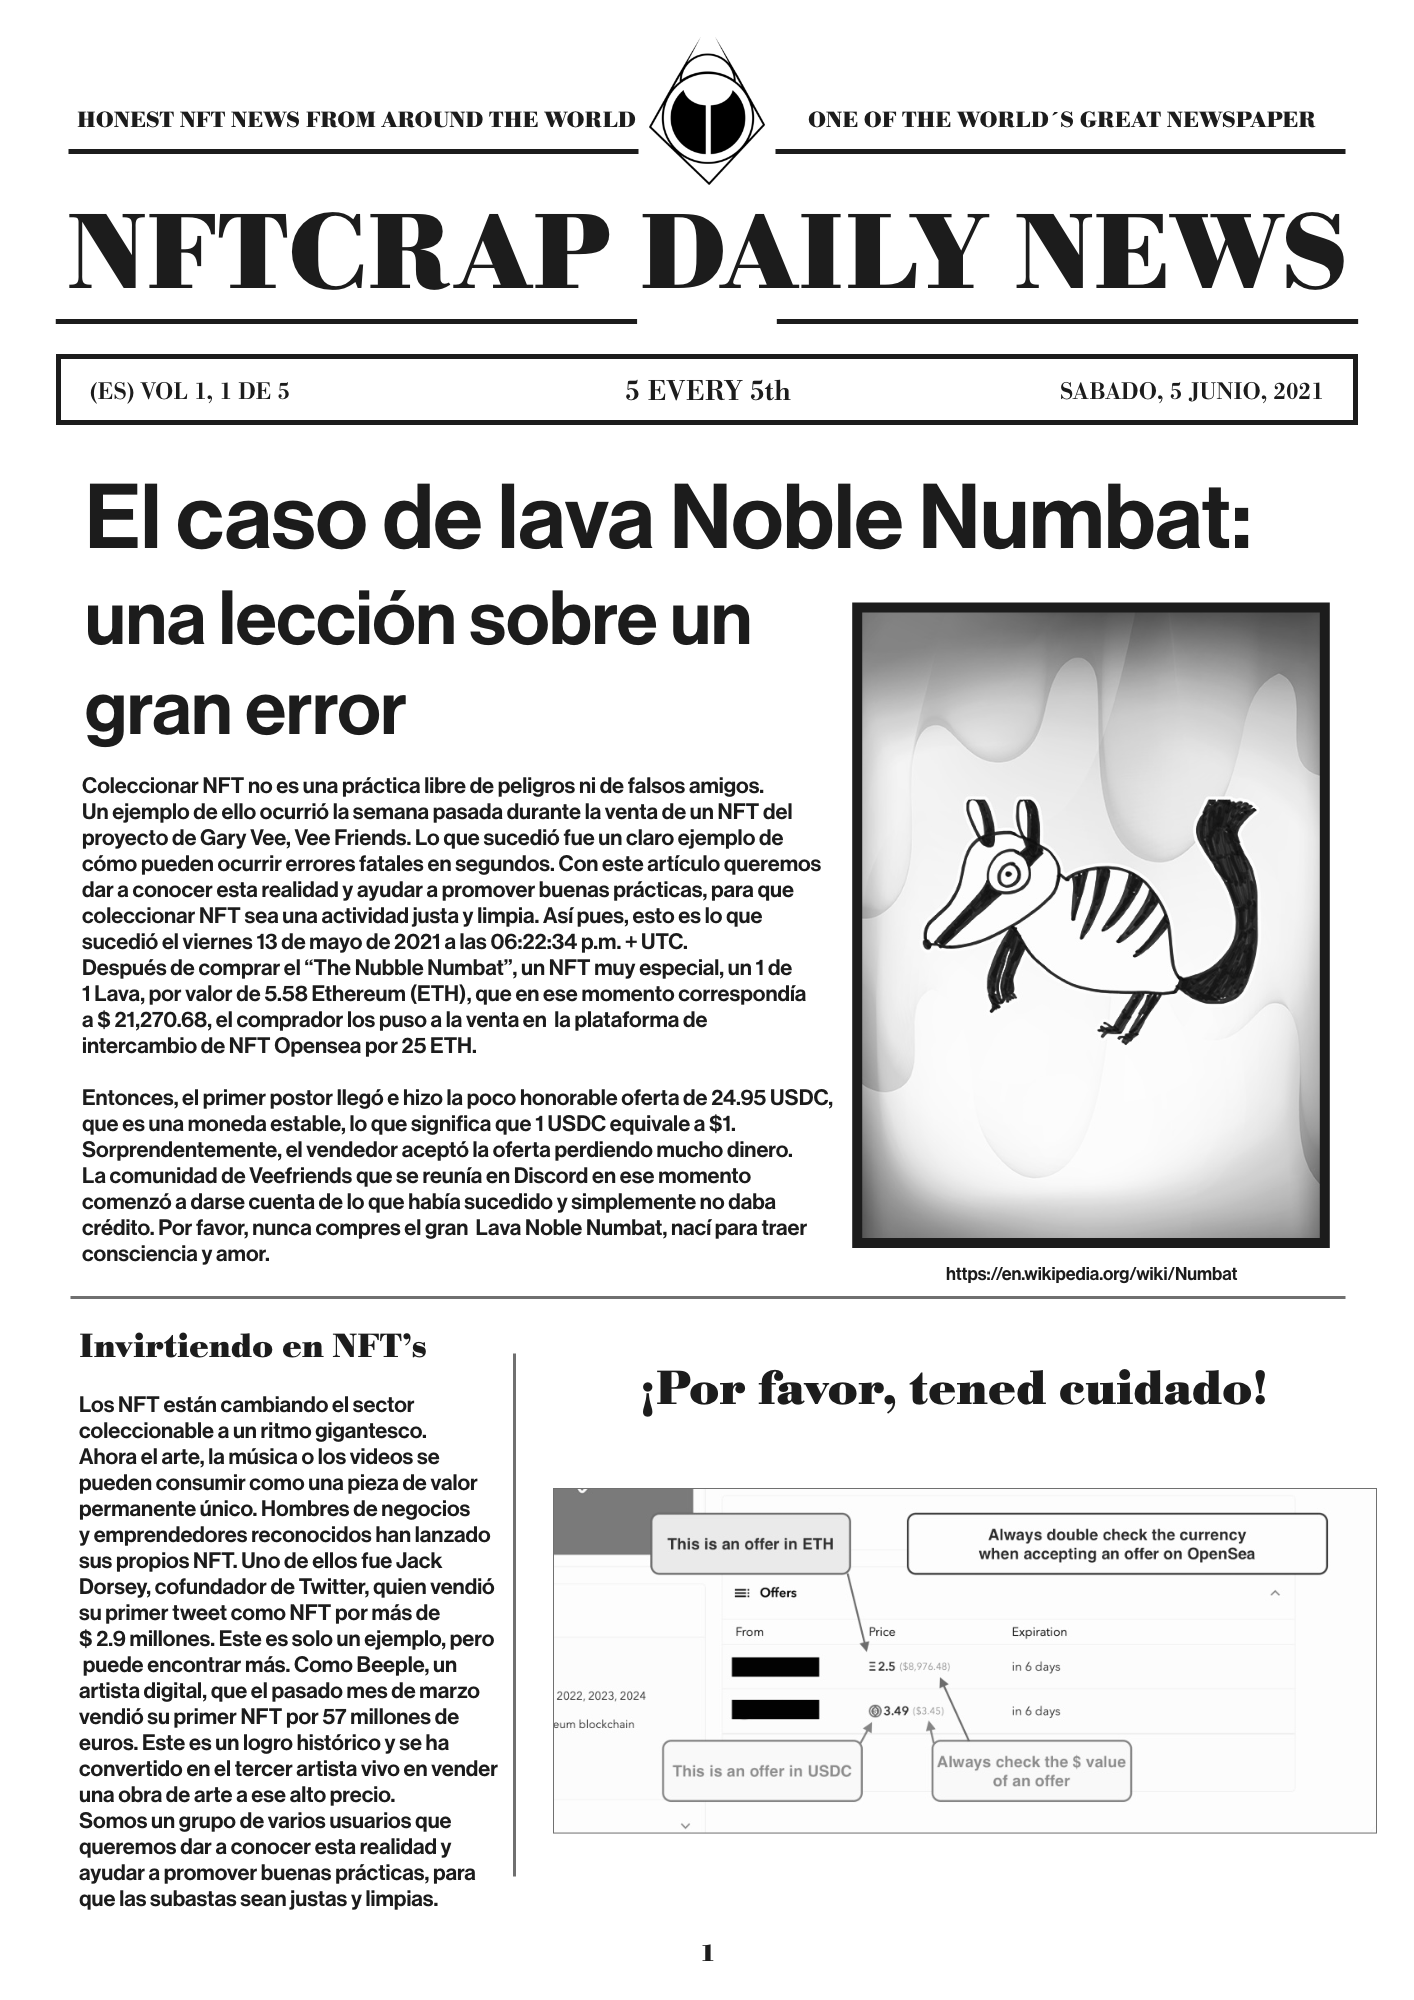 HONEST NFT NEWS FROM AROUND THE WORLD
ONE OF THE WORLD´S GREAT NEWSPAPER
NFTCRAP DAILY NEWS
(ES) VOL 1, 1 DE 5
5 EVERY 5th
SABADO, 5 JUNIO, 2021
El caso de lava Noble Numbat:
una lección sobre un
gran error
Coleccionar NFT no es una práctica libre de peligros ni de falsos amigos.
Un ejemplo de ello ocurrió la semana pasada durante la venta de un NFT del
proyecto de Gary Vee, Vee Friends. Lo que sucedió fue un claro ejemplo de
cómo pueden ocurrir errores fatales en segundos. Con este artículo queremos
dar a conocer esta realidad y ayudar a promover buenas prácticas, para que
coleccionar NFT sea una actividad justa y limpia. Así pues, esto es lo que
sucedió el viernes 13 de mayo de 2021 a las 06:22:34 p.m. + UTC.
Después de comprar el “The Nubble Numbat”, un NFT muy especial, un 1 de
1 Lava, por valor de 5.58 Ethereum (ETH), que en ese momento correspondía
a $ 21,270.68, el comprador los puso a la venta en la plataforma de
intercambio de NFT Opensea por 25 ETH.
Entonces, el primer postor llegó e hizo la poco honorable oferta de 24.95 USDC,
que es una moneda estable, lo que significa que 1 USDC equivale a $1.
Sorprendentemente, el vendedor aceptó la oferta perdiendo mucho dinero.
La comunidad de Veefriends que se reunía en Discord en ese momento
comenzó a darse cuenta de lo que había sucedido y simplemente no daba
crédito. Por favor, nunca compres el gran Lava Noble Numbat, nací para traer
consciencia y amor.
https://en.wikipedia.org/wiki/Numbat
Invirtiendo en NFT’s
Los NFT están cambiando el sector
coleccionable a un ritmo gigantesco.
Ahora el arte, la música o los videos se
pueden consumir como una pieza de valor
permanente único. Hombres de negocios
y emprendedores reconocidos han lanzado
sus propios NFT. Uno de ellos fue Jack
Dorsey, cofundador de Twitter, quien vendió
su primer tweet como NFT por más de
$ 2.9 millones. Este es solo un ejemplo, pero
puede encontrar más. Como Beeple, un
artista digital, que el pasado mes de marzo
vendió su primer NFT por 57 millones de
euros. Este es un logro histórico y se ha
convertido en el tercer artista vivo en vender
una obra de arte a ese alto precio.
Somos un grupo de varios usuarios que
queremos dar a conocer esta realidad y
ayudar a promover buenas prácticas, para
que las subastas sean justas y limpias.
¡Por favor, tened cuidado!
This is an offer in ETH
Always double check the currency
when accepting an offer on OpenSea
Offers
From Price Expiration
Ξ 2.5 ($8,976.48) in 6 days
2022, 2023, 2024
3.49 ($3.45) in 6 days
eum blockchain
This is an offer in USDC
Always check the $ value
of an offer
1